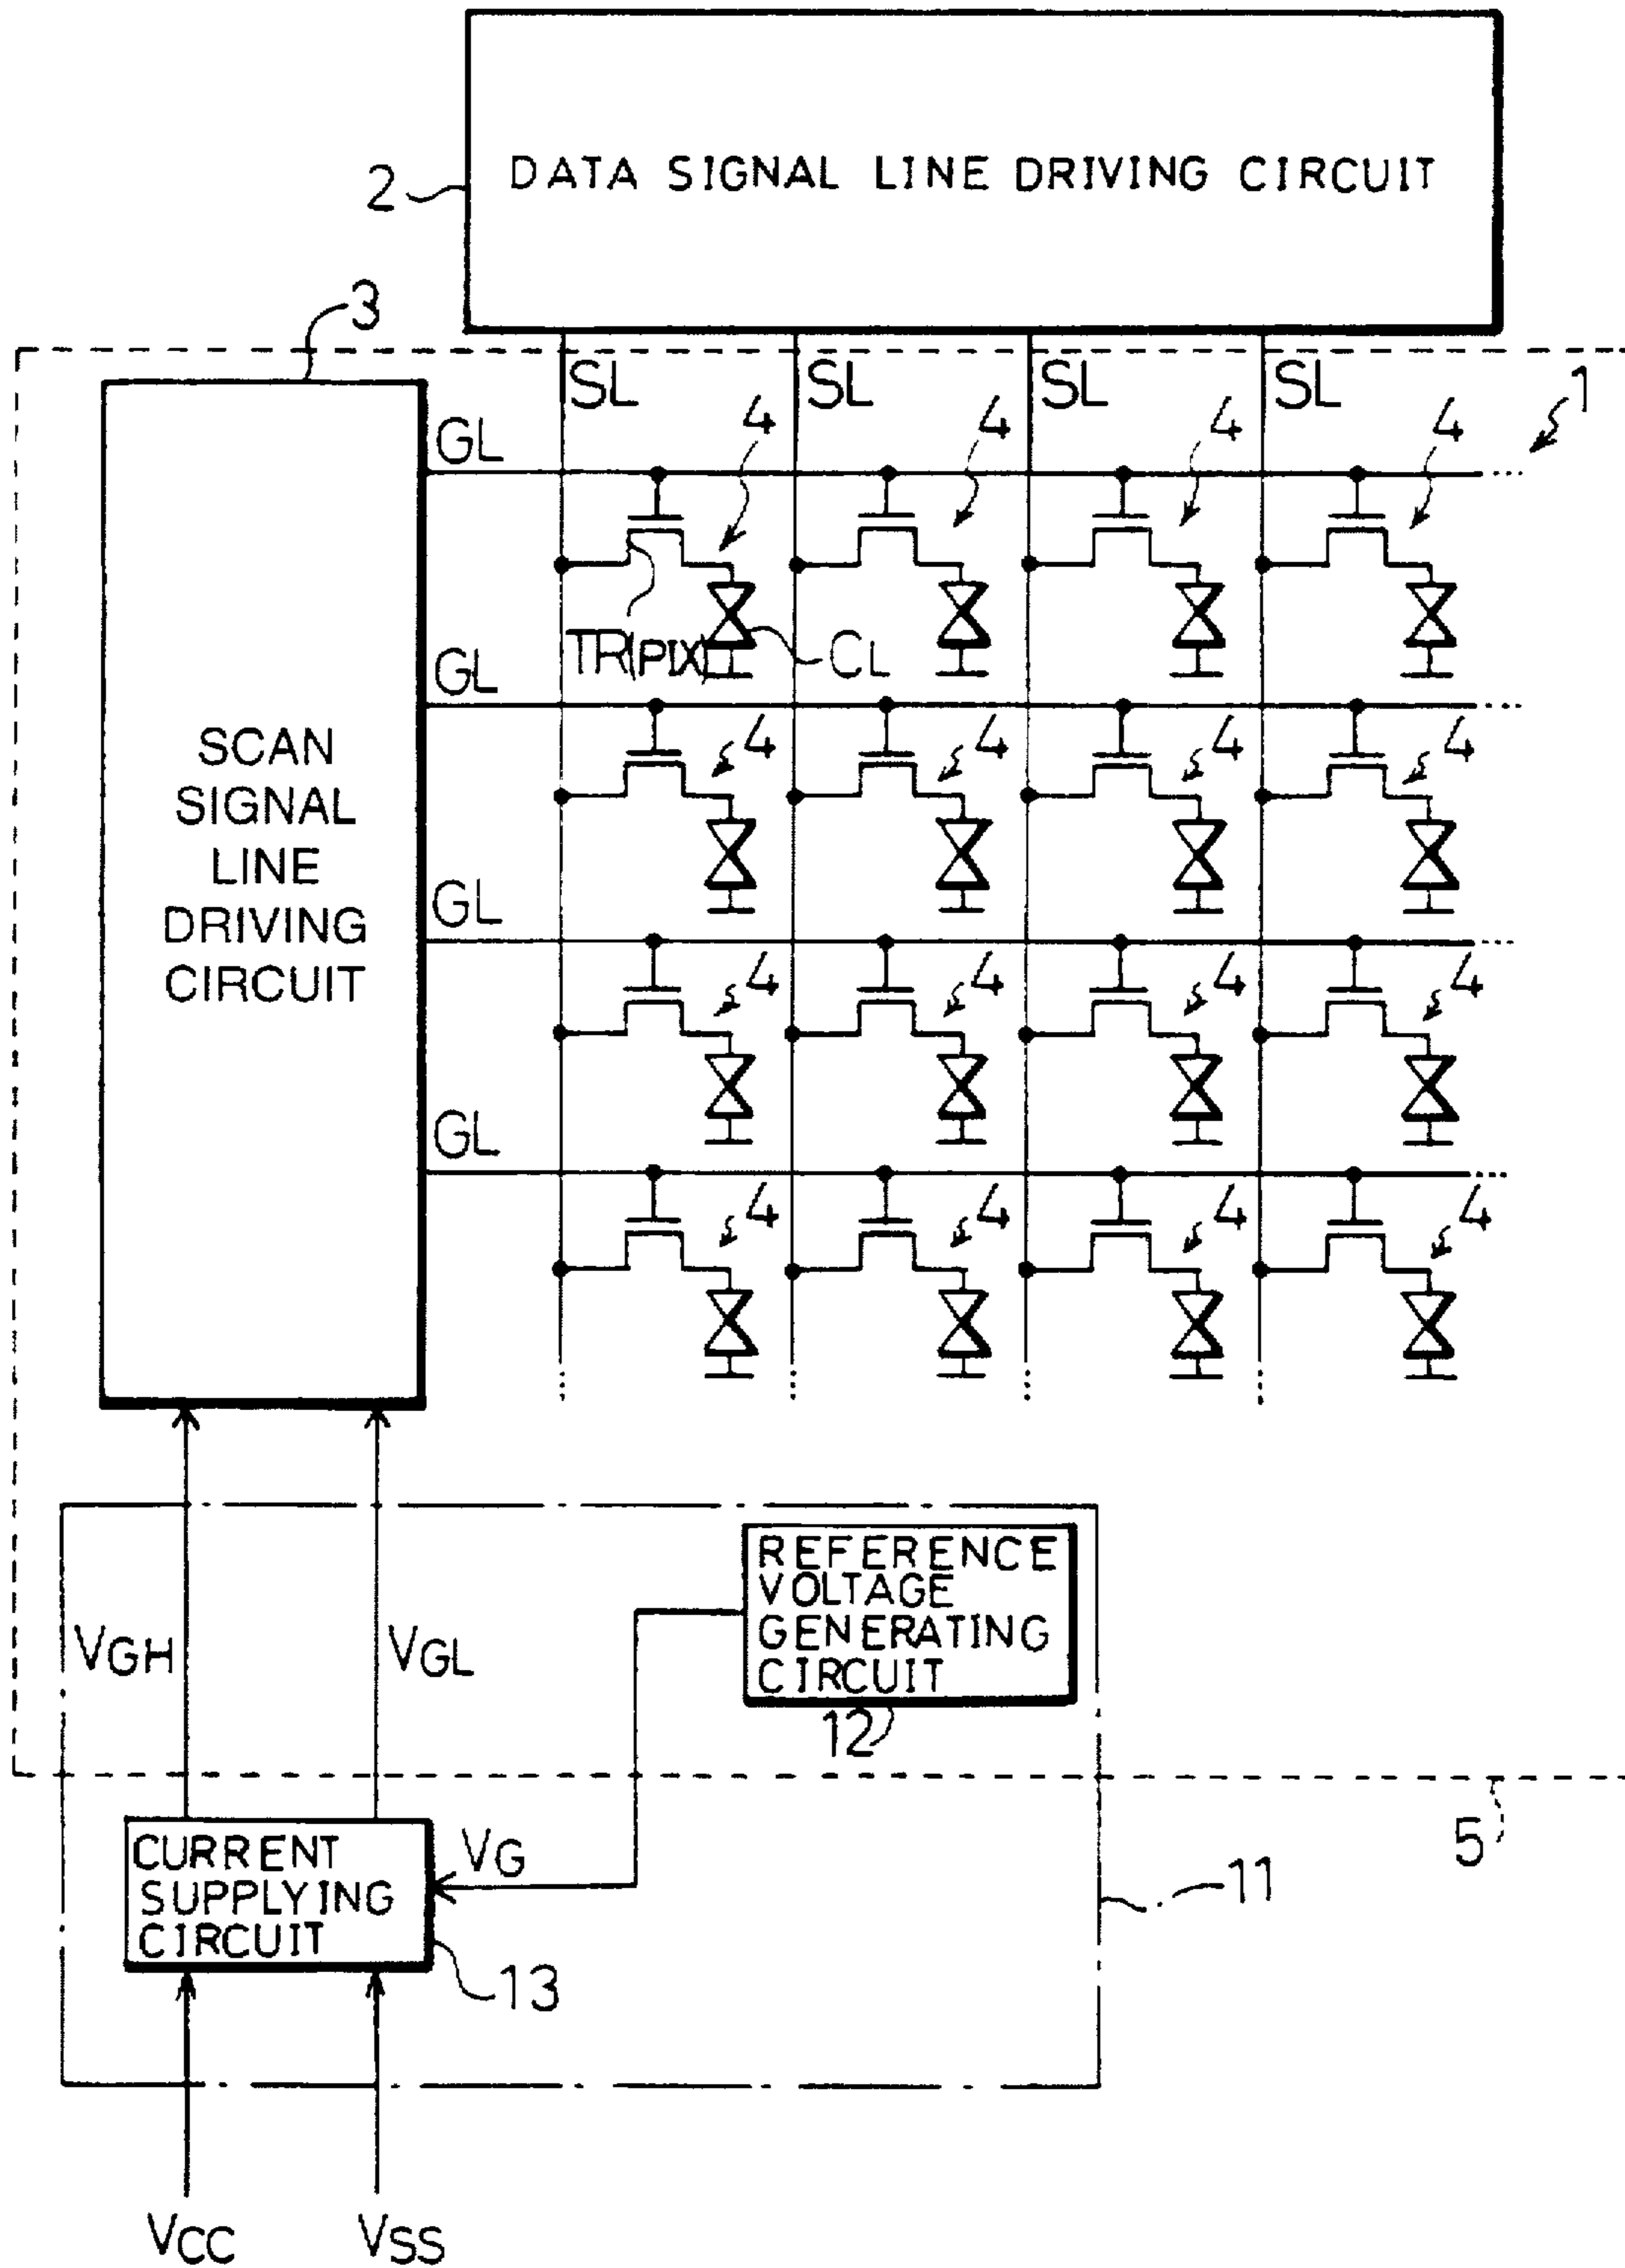 DATA SIGNAL LINE DRIVING CIRCUIT
2
3
SL SL SL SL
1
GL
4 4 4 4
TR(PIX)
CL
GL
SCAN
SIGNAL
LINE
DRIVING
CIRCUIT
4 4 4 4
GL
4 4 4 4
GL
4 4 4 4
REFERENCE
VOLTAGE
GENERATING
CIRCUIT
VGH
VGL
12
5
CURRENT
SUPPLYING
CIRCUIT
VG
11
13
VCC
VSS